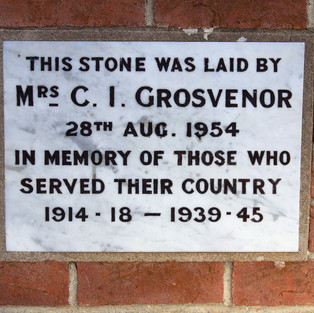 THIS STONE WAS LAID BY
MRS C. I. GROSVENOR
28TH AUG. 1954
IN MEMORY OF THOSE WHO
SERVED THEIR COUNTRY
1914 - 18 — 1939 - 45